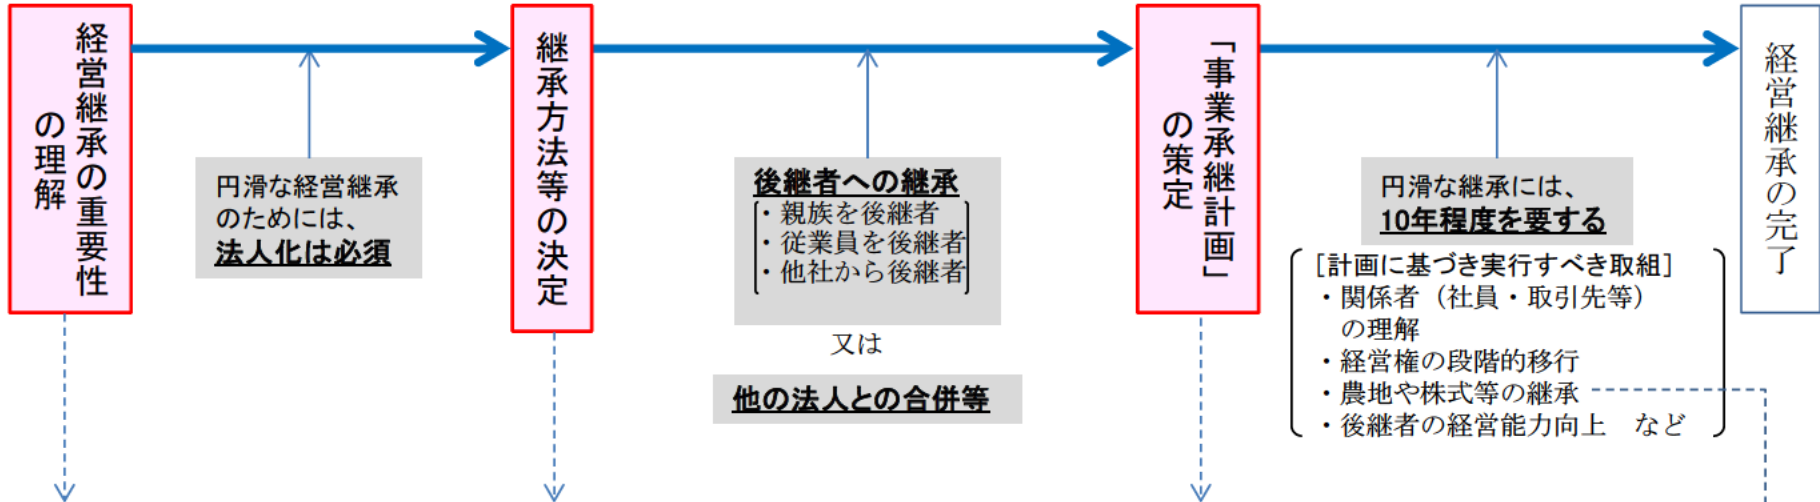 経営継承の重要性
の理解
円滑な経営継承
のためには、
法人化は必須
継承方法等の決定
後継者への継承
・親族を後継者
・従業員を後継者
・他社から後継者
又は
他の法人との合併等
「事業承継計画」
の策定
円滑な継承には、
10年程度を要する
[計画に基づき実行すべき取組]
・関係者（社員・取引先等）
の理解
・経営権の段階的移行
・農地や株式等の継承
・後継者の経営能力向上　など
経営継承の完了